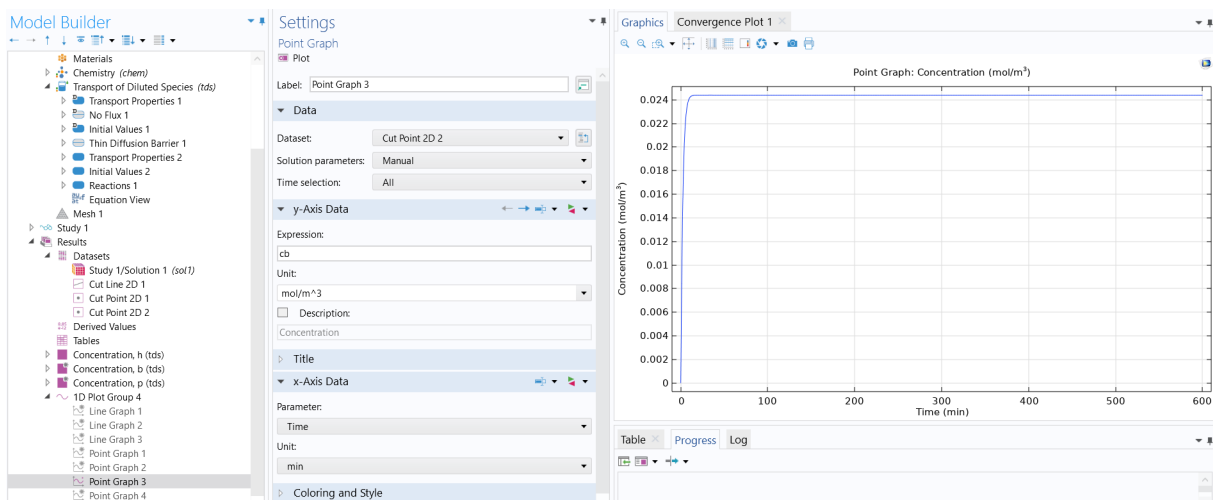 Model Builder
Materials
Chemistry (chem)
Transport of Diluted Species (tds)
Transport Properties 1
No Flux 1
Initial Values 1
Thin Diffusion Barrier 1
Transport Properties 2
Initial Values 2
Reactions 1
Equation View
Mesh 1
Study 1
Results
Datasets
Study 1/Solution 1 (sol1)
Cut Line 2D 1
Cut Point 2D 1
Cut Point 2D 2
Derived Values
Tables
Concentration, h (tds)
Concentration, b (tds)
Concentration, p (tds)
1D Plot Group 4
Line Graph 1
Line Graph 2
Line Graph 3
Point Graph 1
Point Graph 2
Point Graph 3
Point Graph 4
Settings
Point Graph
Plot
Label: Point Graph 3
Data
Dataset: Cut Point 2D 2
Solution parameters: Manual
Time selection: All
y-Axis Data
Expression:
cb
Unit:
mol/m^3
Description:
Concentration
Title
x-Axis Data
Parameter:
Time
Unit:
min
Coloring and Style
Graphics Convergence Plot 1
Point Graph: Concentration (mol/m³)
Concentration (mol/m³)
0.024
0.022
0.02
0.018
0.016
0.014
0.012
0.01
0.008
0.006
0.004
0.002
0
0 100 200 300 400 500 600
Time (min)
Table Progress Log